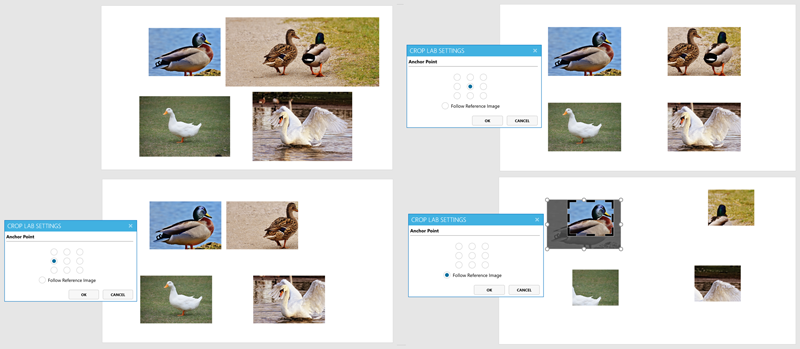 CROP LAB SETTINGS ×
Anchor Point
Follow Reference Image
OK CANCEL
CROP LAB SETTINGS ×
Anchor Point
Follow Reference Image
OK CANCEL
CROP LAB SETTINGS ×
Anchor Point
Follow Reference Image
OK CANCEL